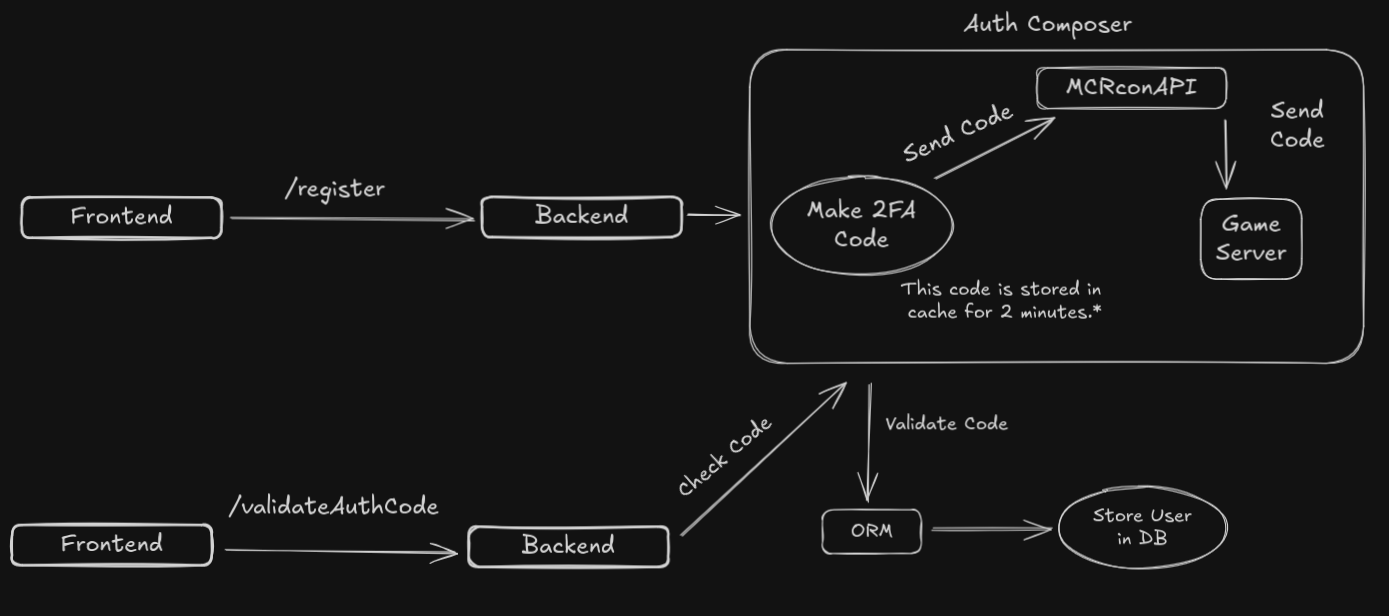 Auth Composer
MCRconAPI
Send Code
Send
Code
/register
Frontend
Backend
Make 2FA
Code
Game
Server
This code is stored in
cache for 2 minutes.*
Check Code
Validate Code
/validateAuthCode
Frontend
Backend
ORM
Store User
in DB